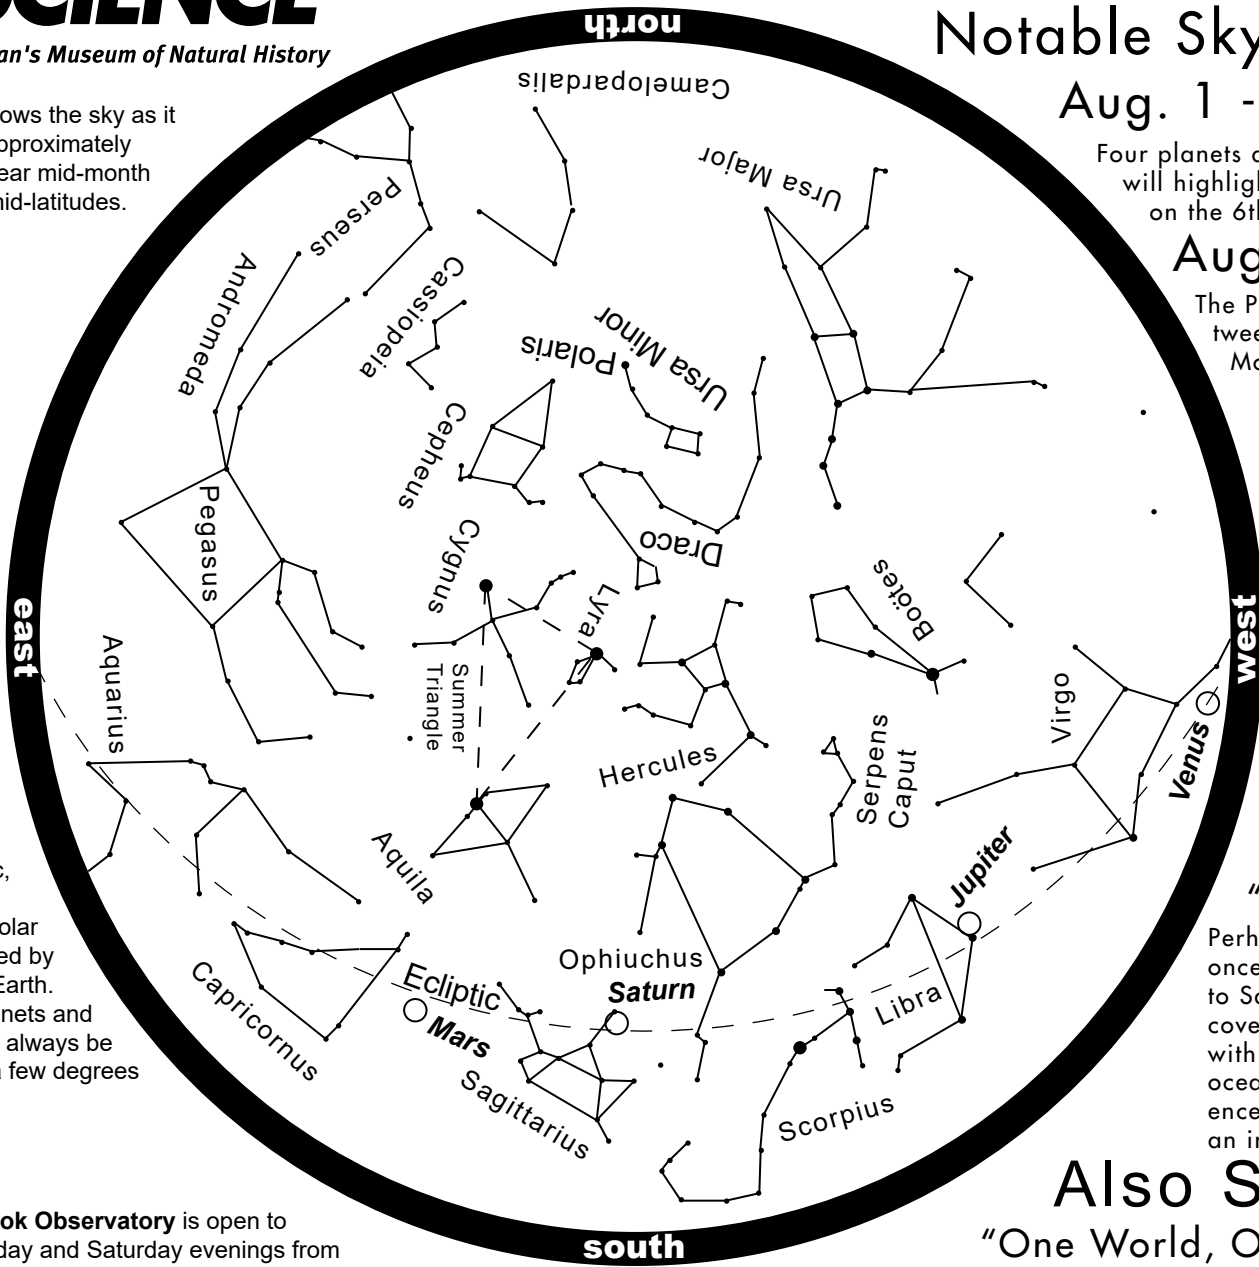 SCIENCE
an's Museum of Natural History
Notable Sky
Aug. 1 -
ows the sky as it
pproximately
ear mid-month
nid-latitudes.
Four planets
will highlig
on the 6th
Aug
The P
twee
Mo
north
Camelopardalis
Ursa Major
Perseus
Andromeda
Cassiopeia
Ursa Minor
Polaris
Cepheus
Pegasus
Cygnus
Draco
Lyra
Boötes
east
west
Aquarius
Summer
Triangle
Virgo
Venus
Hercules
Serpens
Caput
Aquila
Jupiter
Ophiuchus
Saturn
Ecliptic
Mars
Libra
Capricornus
Sagittarius
Scorpius
south
olar
ed by
Earth.
nets and
always be
a few degrees
Perh
once
to Sa
cove
with
ocea
ence
an in
ok Observatory is open to
day and Saturday evenings from
Also S
"One World, O